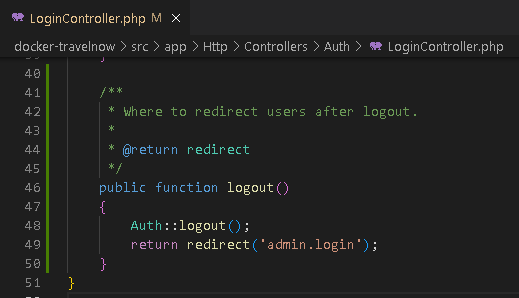 LoginController.php M ×
docker-travelnow > src > app > Http > Controllers > Auth > LoginController.php
40
41 /**
42 * Where to redirect users after logout.
43 *
44 * @return redirect
45 */
46 public function logout()
47 {
48 Auth::logout();
49 return redirect('admin.login');
50 }
51 }